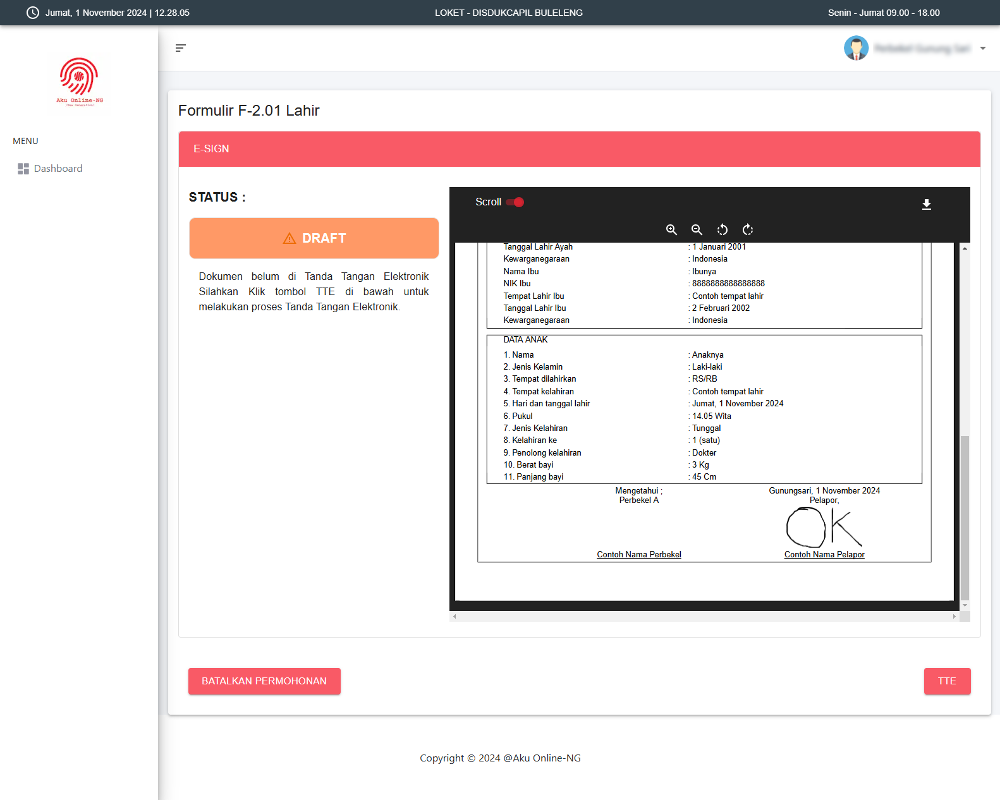 Jumat, 1 November 2024 | 12.28.05
LOKET - DISDUKCAPIL BULELENG
Senin - Jumat 09.00 - 18.00
Aku Online-NG
(New Generation)
MENU
Dashboard
Formulir F-2.01 Lahir
E-SIGN
STATUS :
DRAFT
Dokumen belum di Tanda Tangan Elektronik
Silahkan Klik tombol TTE di bawah untuk
melakukan proses Tanda Tangan Elektronik.
Scroll
Tanggal Lahir Ayah : 1 Januari 2001
Kewarganegaraan : Indonesia
Nama Ibu : Ibunya
NIK Ibu : 8888888888888888
Tempat Lahir Ibu : Contoh tempat lahir
Tanggal Lahir Ibu : 2 Februari 2002
Kewarganegaraan : Indonesia
DATA ANAK
1. Nama : Anaknya
2. Jenis Kelamin : Laki-laki
3. Tempat dilahirkan : RS/RB
4. Tempat kelahiran : Contoh tempat lahir
5. Hari dan tanggal lahir : Jumat, 1 November 2024
6. Pukul : 14.05 Wita
7. Jenis Kelahiran : Tunggal
8. Kelahiran ke : 1 (satu)
9. Penolong kelahiran : Dokter
10. Berat bayi : 3 Kg
11. Panjang bayi : 45 Cm
Mengetahui ;
Perbekel A
Contoh Nama Perbekel
Gunungsari, 1 November 2024
Pelapor,
OK
Contoh Nama Pelapor
BATALKAN PERMOHONAN
TTE
Copyright © 2024 @Aku Online-NG